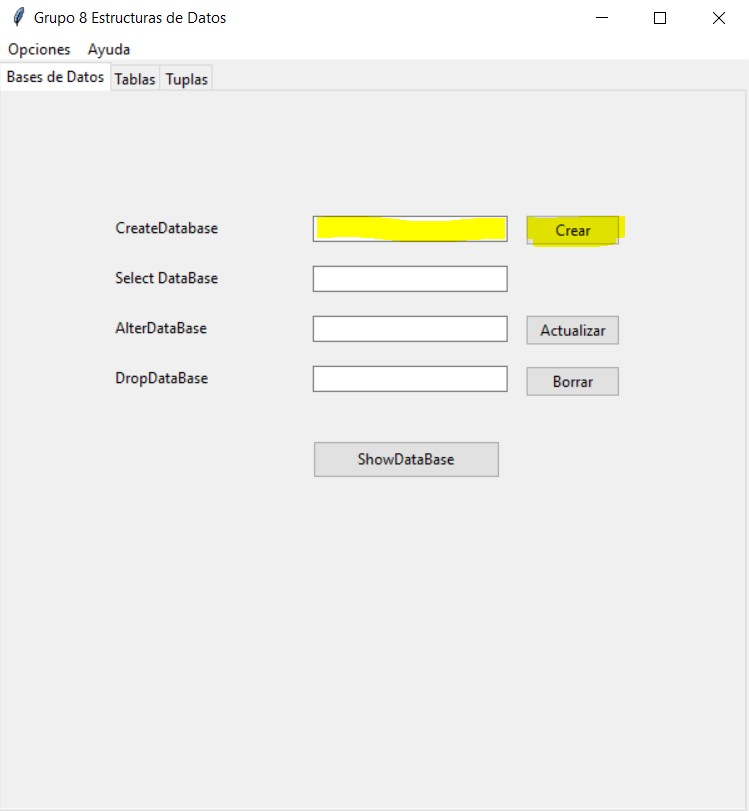 Grupo 8 Estructuras de Datos
Opciones Ayuda
Bases de Datos Tablas Tuplas
CreateDatabase Crear
Select DataBase
AlterDataBase Actualizar
DropDataBase Borrar
ShowDataBase